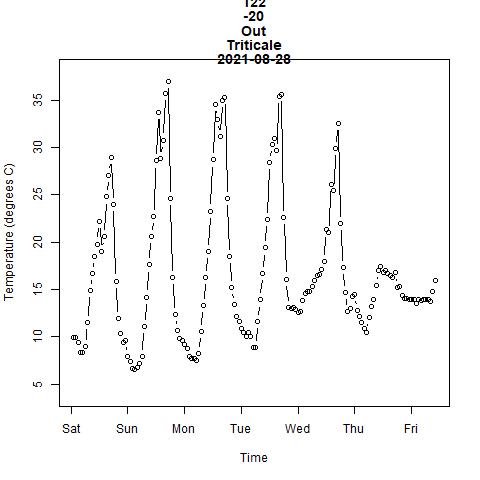 122
-20
Out
Triticale
2021-08-28
Temperature (degrees C)
35
30
25
20
15
10
5
Sat Sun Mon Tue Wed Thu Fri
Time